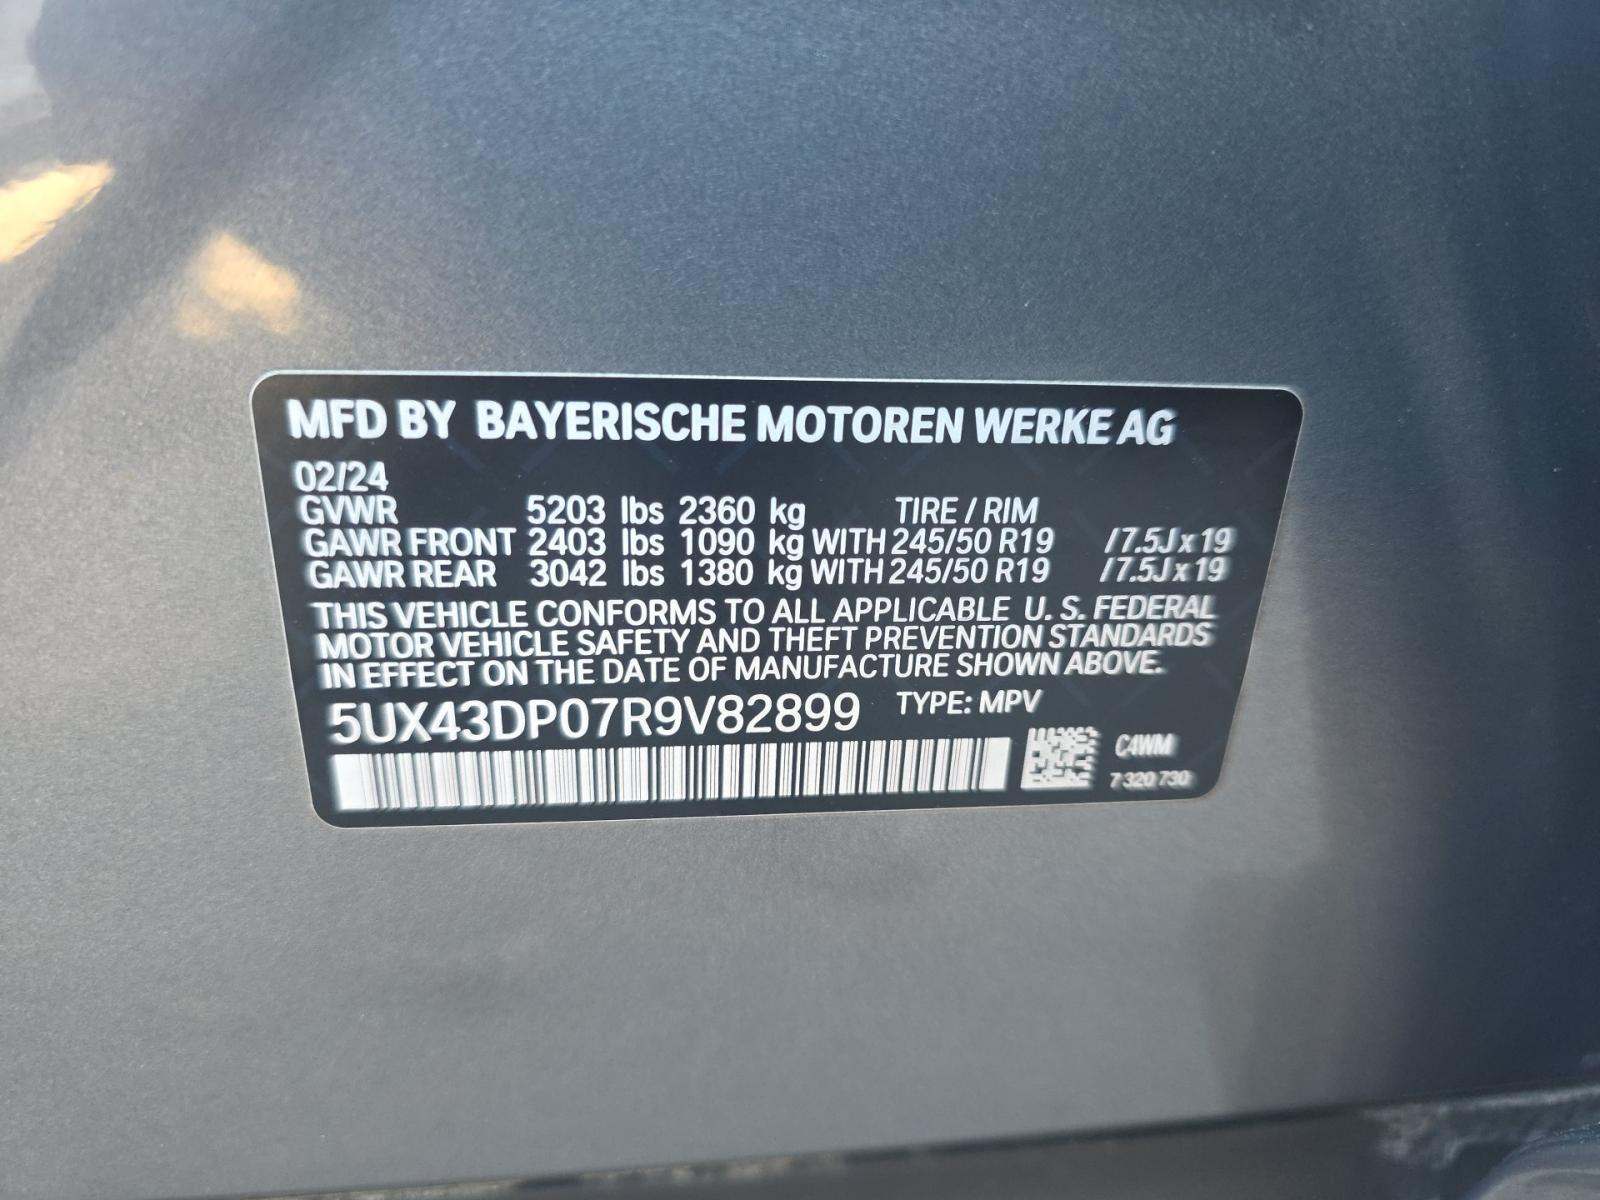 MFD BY BAYERISCHE MOTOREN WERKE AG
02/24
GVWR 5203 lbs 2360 kg TIRE / RIM
GAWR FRONT 2403 lbs 1090 kg WITH 245/50 R19 / 7.5J x 19
GAWR REAR 3042 lbs 1380 kg WITH 245/50 R19 / 7.5J x 19
THIS VEHICLE CONFORMS TO ALL APPLICABLE U. S. FEDERAL
MOTOR VEHICLE SAFETY AND THEFT PREVENTION STANDARDS
IN EFFECT ON THE DATE OF MANUFACTURE SHOWN ABOVE.
5UX43DP07R9V82899 TYPE: MPV
C4WM
7 320 730